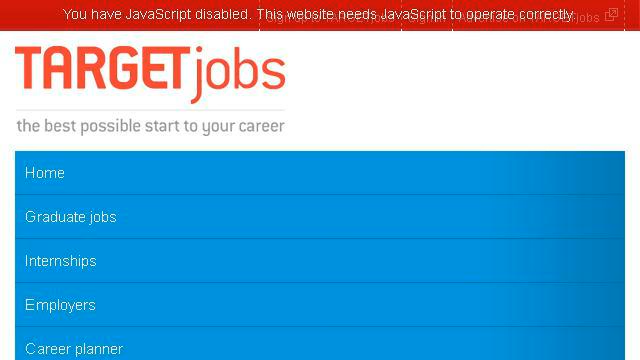 You have JavaScript disabled. This website needs JavaScript to operate correctly.
TARGETjobs
the best possible start to your career
Home
Graduate jobs
Internships
Employers
Career planner